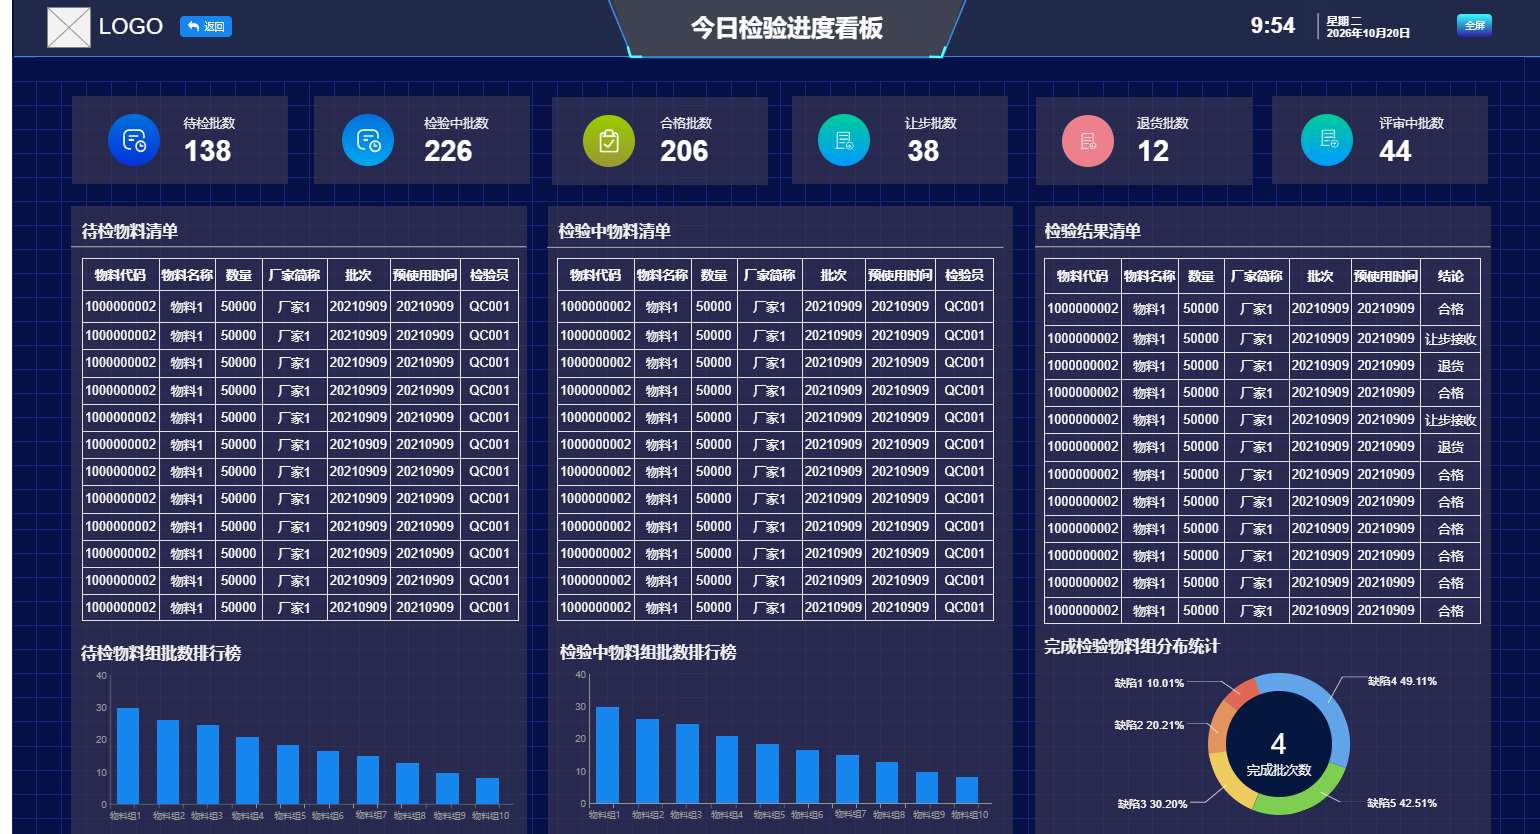 LOGO
返回
今日检验进度看板
9:54
星期二
2026年10月20日
全屏
待检批数
138
检验中批数
226
合格批数
206
让步批数
38
退货批数
12
评审中批数
44
待检物料清单
物料代码 物料名称 数量 厂家简称 批次 预使用时间 检验员
1000000002 物料1 50000 厂家1 20210909 20210909 QC001
1000000002 物料1 50000 厂家1 20210909 20210909 QC001
1000000002 物料1 50000 厂家1 20210909 20210909 QC001
1000000002 物料1 50000 厂家1 20210909 20210909 QC001
1000000002 物料1 50000 厂家1 20210909 20210909 QC001
1000000002 物料1 50000 厂家1 20210909 20210909 QC001
1000000002 物料1 50000 厂家1 20210909 20210909 QC001
1000000002 物料1 50000 厂家1 20210909 20210909 QC001
1000000002 物料1 50000 厂家1 20210909 20210909 QC001
1000000002 物料1 50000 厂家1 20210909 20210909 QC001
1000000002 物料1 50000 厂家1 20210909 20210909 QC001
1000000002 物料1 50000 厂家1 20210909 20210909 QC001
待检物料组批数排行榜
40
30
20
10
0
物料组1 物料组2 物料组3 物料组4 物料组5 物料组6 物料组7 物料组8 物料组9 物料组10
检验中物料清单
物料代码 物料名称 数量 厂家简称 批次 预使用时间 检验员
1000000002 物料1 50000 厂家1 20210909 20210909 QC001
1000000002 物料1 50000 厂家1 20210909 20210909 QC001
1000000002 物料1 50000 厂家1 20210909 20210909 QC001
1000000002 物料1 50000 厂家1 20210909 20210909 QC001
1000000002 物料1 50000 厂家1 20210909 20210909 QC001
1000000002 物料1 50000 厂家1 20210909 20210909 QC001
1000000002 物料1 50000 厂家1 20210909 20210909 QC001
1000000002 物料1 50000 厂家1 20210909 20210909 QC001
1000000002 物料1 50000 厂家1 20210909 20210909 QC001
1000000002 物料1 50000 厂家1 20210909 20210909 QC001
1000000002 物料1 50000 厂家1 20210909 20210909 QC001
1000000002 物料1 50000 厂家1 20210909 20210909 QC001
检验中物料组批数排行榜
40
30
20
10
0
物料组1 物料组2 物料组3 物料组4 物料组5 物料组6 物料组7 物料组8 物料组9 物料组10
检验结果清单
物料代码 物料名称 数量 厂家简称 批次 预使用时间 结论
1000000002 物料1 50000 厂家1 20210909 20210909 合格
1000000002 物料1 50000 厂家1 20210909 20210909 让步接收
1000000002 物料1 50000 厂家1 20210909 20210909 退货
1000000002 物料1 50000 厂家1 20210909 20210909 合格
1000000002 物料1 50000 厂家1 20210909 20210909 让步接收
1000000002 物料1 50000 厂家1 20210909 20210909 退货
1000000002 物料1 50000 厂家1 20210909 20210909 合格
1000000002 物料1 50000 厂家1 20210909 20210909 合格
1000000002 物料1 50000 厂家1 20210909 20210909 合格
1000000002 物料1 50000 厂家1 20210909 20210909 合格
1000000002 物料1 50000 厂家1 20210909 20210909 合格
1000000002 物料1 50000 厂家1 20210909 20210909 合格
完成检验物料组分布统计
缺陷1 10.01%
缺陷4 49.11%
缺陷2 20.21%
4
完成批次数
缺陷3 30.20%
缺陷5 42.51%